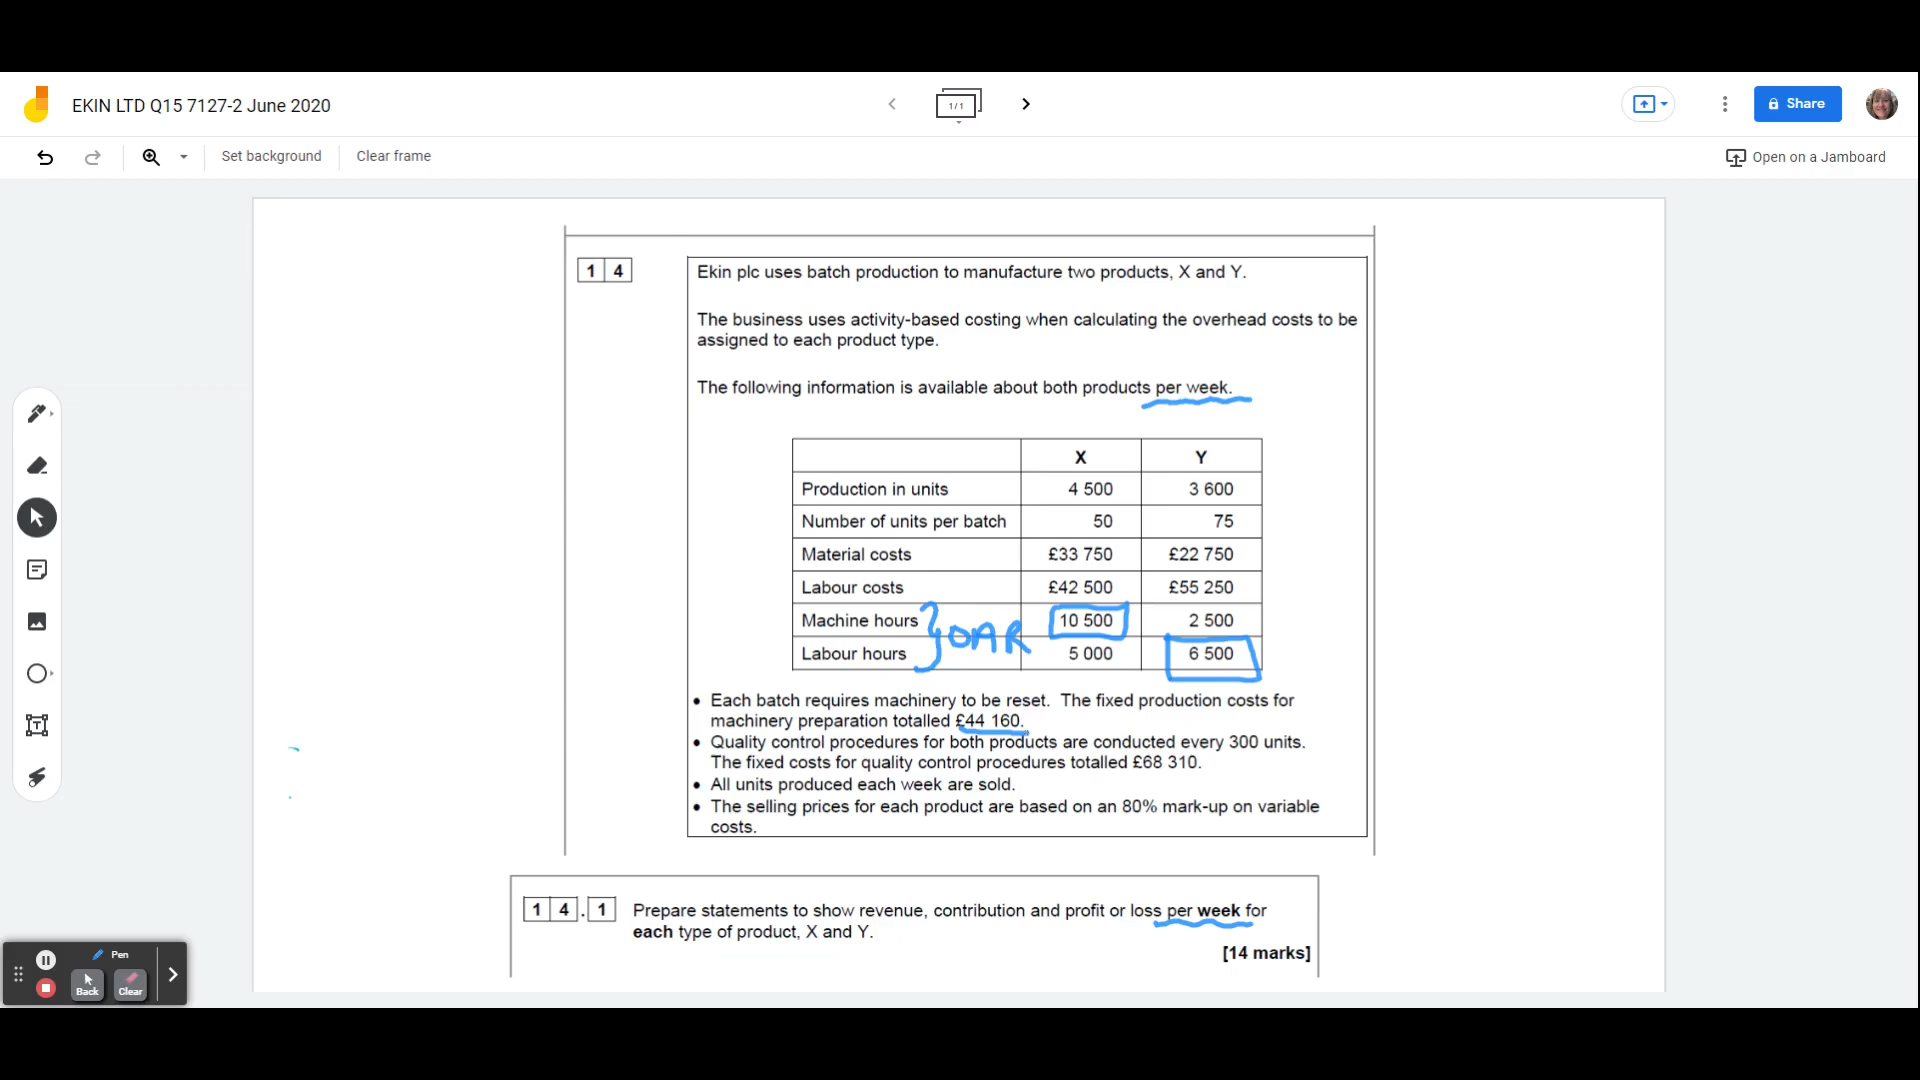 EKIN LTD Q15 7127-2 June 2020
1/1
Share
Set background
Clear frame
Open on a Jamboard
1 4
Ekin plc uses batch production to manufacture two products, X and Y.
The business uses activity-based costing when calculating the overhead costs to be
assigned to each product type.
The following information is available about both products per week.
X Y
Production in units 4 500 3 600
Number of units per batch 50 75
Material costs £33 750 £22 750
Labour costs £42 500 £55 250
Machine hours 10 500 2 500
OAR
Labour hours 5 000 6 500
• Each batch requires machinery to be reset. The fixed production costs for
machinery preparation totalled £44 160.
• Quality control procedures for both products are conducted every 300 units.
The fixed costs for quality control procedures totalled £68 310.
• All units produced each week are sold.
• The selling prices for each product are based on an 80% mark-up on variable
costs.
1 4 . 1 Prepare statements to show revenue, contribution and profit or loss per week for
each type of product, X and Y.
[14 marks]
Pen
Back
Clear